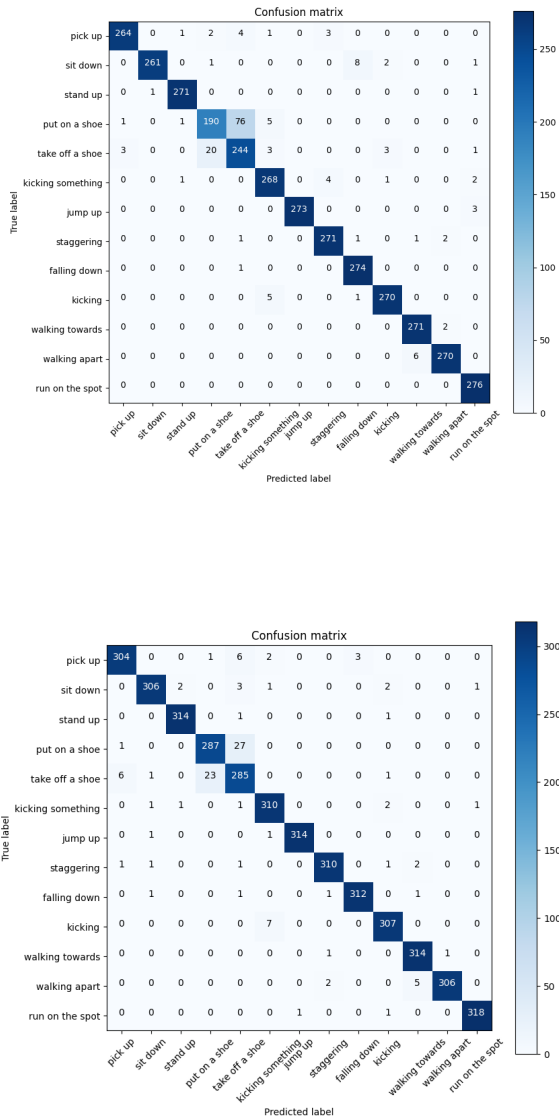 Confusion matrix
pick up 264 0 1 2 4 1 0 3 0 0 0 0 0
sit down 0 261 0 1 0 0 0 0 8 2 0 0 1
stand up 0 1 271 0 0 0 0 0 0 0 0 0 1
put on a shoe 1 0 1 190 76 5 0 0 0 0 0 0 0
take off a shoe 3 0 0 20 244 3 0 0 0 3 0 0 1
kicking something 0 0 1 0 0 268 0 4 0 1 0 0 2
jump up 0 0 0 0 0 0 273 0 0 0 0 0 3
staggering 0 0 0 0 1 0 0 271 1 0 1 2 0
falling down 0 0 0 0 1 0 0 0 274 0 0 0 0
kicking 0 0 0 0 0 5 0 0 1 270 0 0 0
walking towards 0 0 0 0 0 0 0 0 0 0 271 2 0
walking apart 0 0 0 0 0 0 0 0 0 0 6 270 0
run on the spot 0 0 0 0 0 0 0 0 0 0 0 0 276
True label
pick up sit down stand up put on a shoe take off a shoe kicking something jump up staggering falling down kicking walking towards walking apart run on the spot
Predicted label
250
200
150
100
50
0
Confusion matrix
pick up 304 0 0 1 6 2 0 0 3 0 0 0 0
sit down 0 306 2 0 3 1 0 0 0 2 0 0 1
stand up 0 0 314 0 1 0 0 0 0 1 0 0 0
put on a shoe 1 0 0 287 27 0 0 0 0 0 0 0 0
take off a shoe 6 1 0 23 285 0 0 0 0 1 0 0 0
kicking something 0 1 1 0 1 310 0 0 0 2 0 0 1
jump up 0 1 0 0 0 1 314 0 0 0 0 0 0
staggering 1 1 0 0 1 0 0 310 0 1 2 0 0
falling down 0 1 0 0 1 0 0 1 312 0 1 0 0
kicking 0 0 0 0 0 7 0 0 0 307 0 0 0
walking towards 0 0 0 0 0 0 0 1 0 0 314 1 0
walking apart 0 0 0 0 0 0 0 2 0 0 5 306 0
run on the spot 0 0 0 0 0 0 1 0 0 1 0 0 318
True label
pick up sit down stand up put on a shoe take off a shoe kicking something jump up staggering falling down kicking walking towards walking apart run on the spot
Predicted label
300
250
200
150
100
50
0